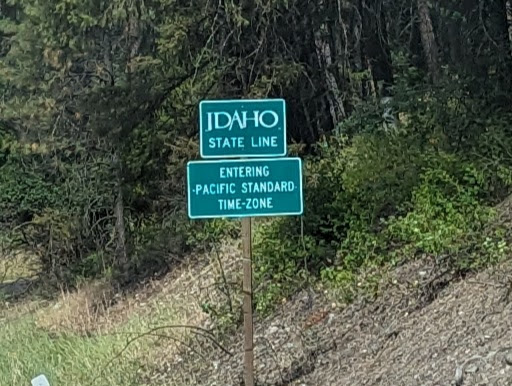 IDAHO
STATE LINE
ENTERING
PACIFIC STANDARD
TIME-ZONE